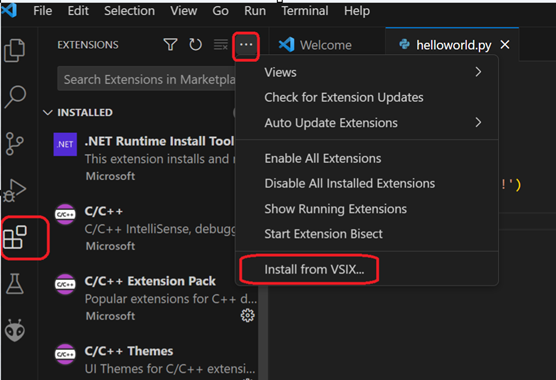 File Edit Selection View Go Run Terminal Help
EXTENSIONS
Welcome
helloworld.py
Search Extensions in Marketpla
INSTALLED
.NET
.NET Runtime Install Tool
This extension installs and
Microsoft
C/C++
C/C++
C/C++ IntelliSense, debugg
Microsoft
C/C++
C/C++ Extension Pack
Popular extensions for C++ d
Microsoft
C/C++
C/C++ Themes
UI Themes for C/C++ extensi...
Views
Check for Extension Updates
Auto Update Extensions
Enable All Extensions
Disable All Installed Extensions
Show Running Extensions
Start Extension Bisect
Install from VSIX...
!')